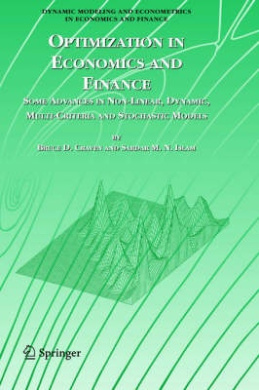 DYNAMIC MODELING AND ECONOMETRICS
IN ECONOMICS AND FINANCE
OPTIMIZATION IN
ECONOMICS AND
FINANCE
SOME ADVANCES IN NON-LINEAR, DYNAMIC,
MULTI-CRITERIA AND STOCHASTIC MODELS
BY
BRUCE D. CRAVEN AND SARDAR M. N. ISLAM
Springer